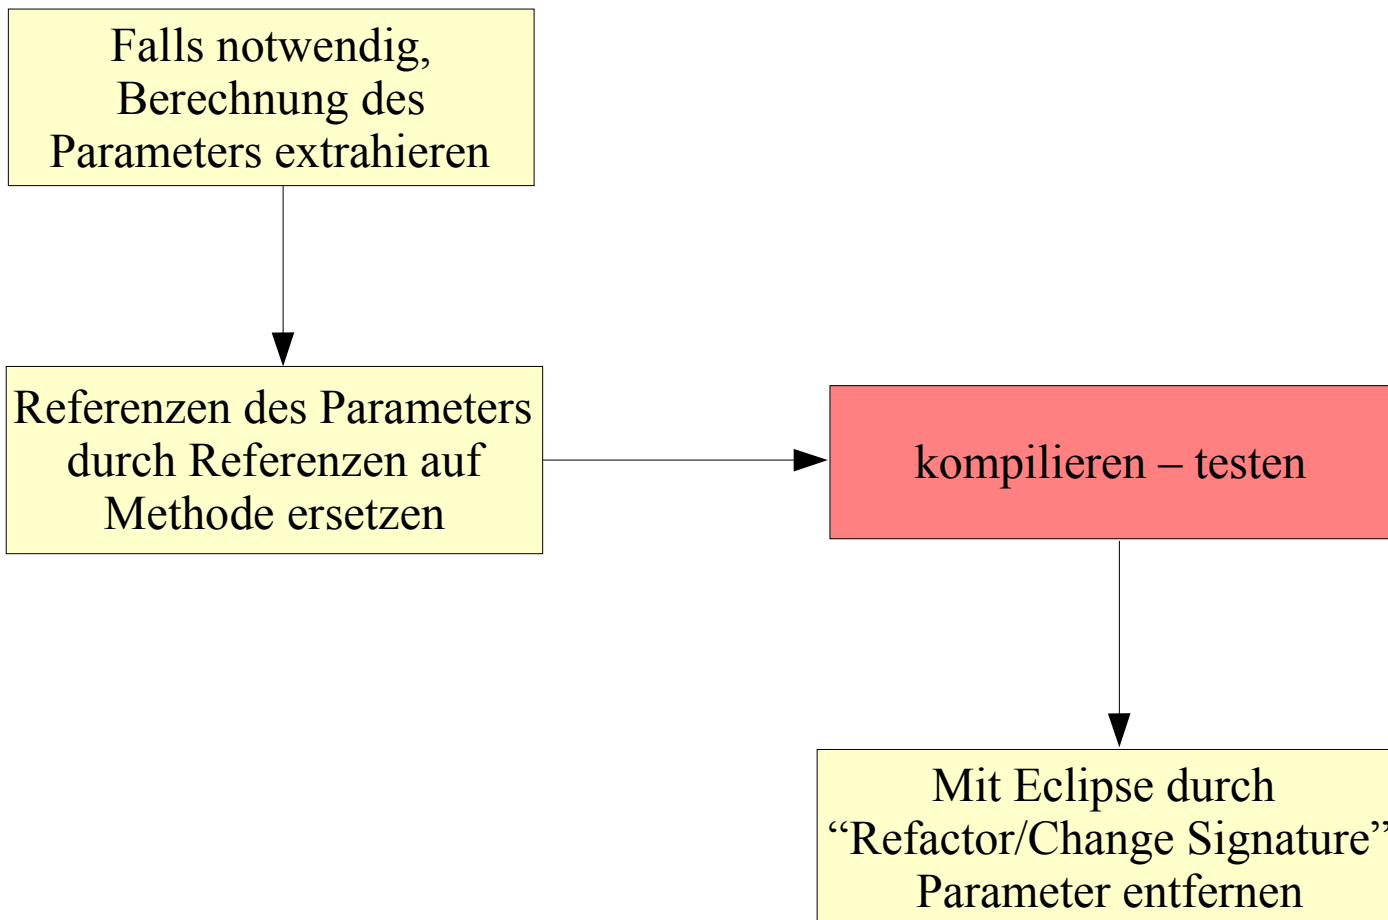 Falls notwendig,
Berechnung des
Parameters extrahieren
Referenzen des Parameters
durch Referenzen auf
Methode ersetzen
kompilieren – testen
Mit Eclipse durch
“Refactor/Change Signature”
Parameter entfernen